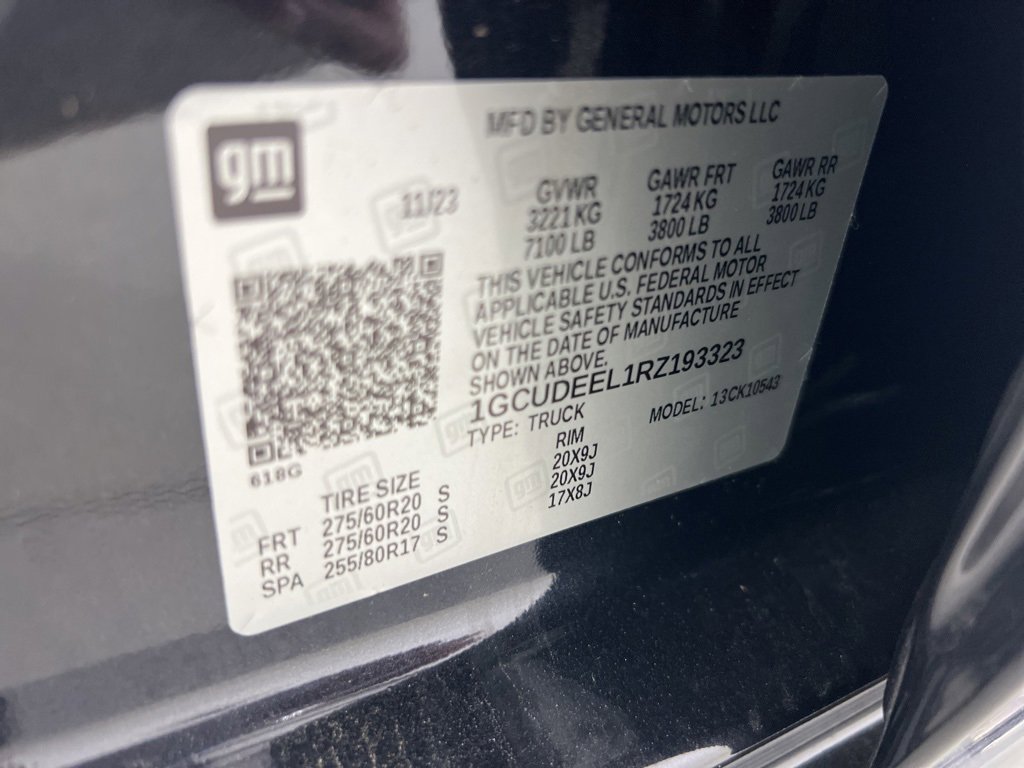 gm
MFD BY GENERAL MOTORS LLC
11/23
GVWR GAWR FRT GAWR RR
3221 KG 1724 KG 1724 KG
7100 LB 3800 LB 3800 LB
THIS VEHICLE CONFORMS TO ALL
APPLICABLE U.S. FEDERAL MOTOR
VEHICLE SAFETY STANDARDS IN EFFECT
ON THE DATE OF MANUFACTURE
SHOWN ABOVE.
1GCUDEEL1RZ193323
TYPE: TRUCK MODEL: 13CK10543
618G
TIRE SIZE RIM
FRT 275/60R20 S 20X9J
RR 275/60R20 S 20X9J
SPA 255/80R17 S 17X8J